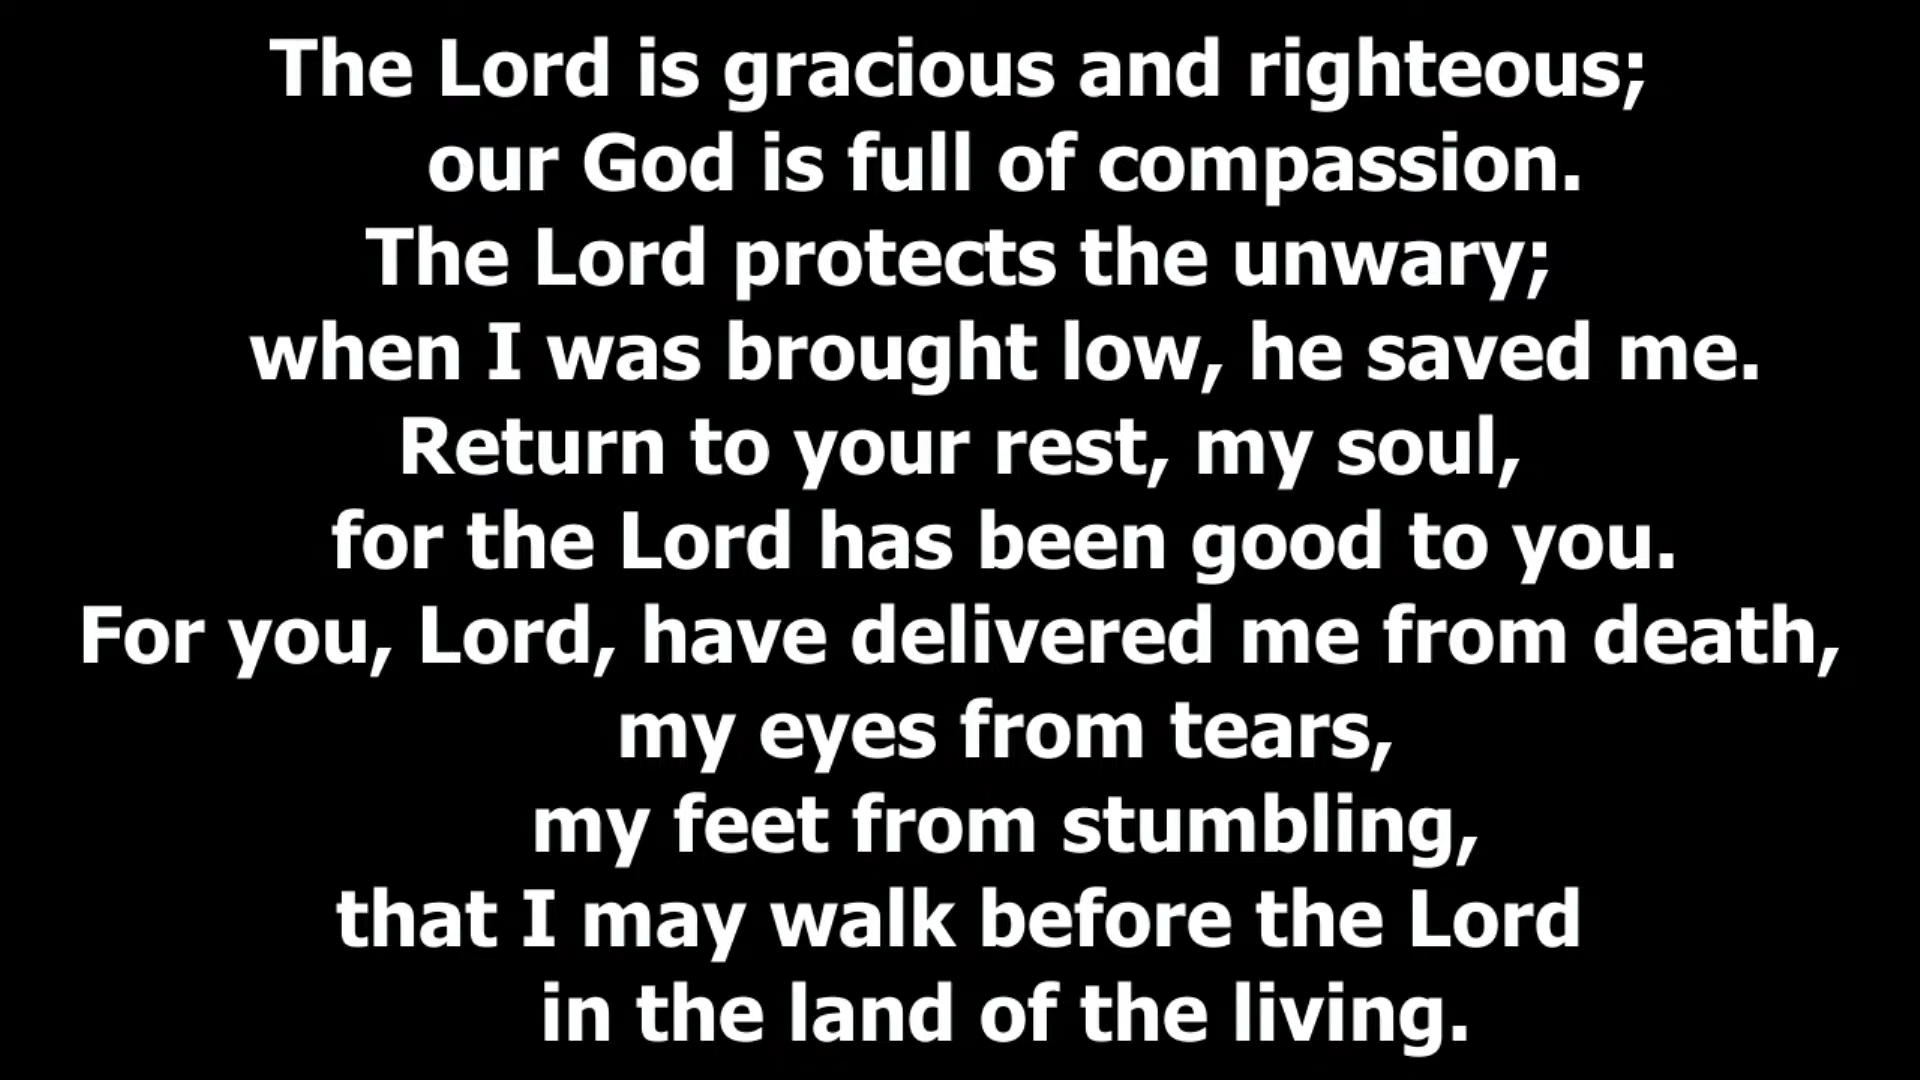 The Lord is gracious and righteous;
our God is full of compassion.
The Lord protects the unwary;
when I was brought low, he saved me.
Return to your rest, my soul,
for the Lord has been good to you.
For you, Lord, have delivered me from death,
my eyes from tears,
my feet from stumbling,
that I may walk before the Lord
in the land of the living.